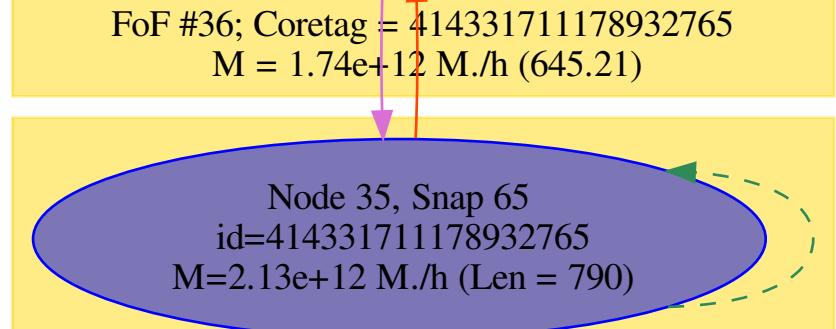 FoF #36; Coretag = 414331711178932765
M = 1.74e+12 M./h (645.21)
Node 35, Snap 65
id=414331711178932765
M=2.13e+12 M./h (Len = 790)